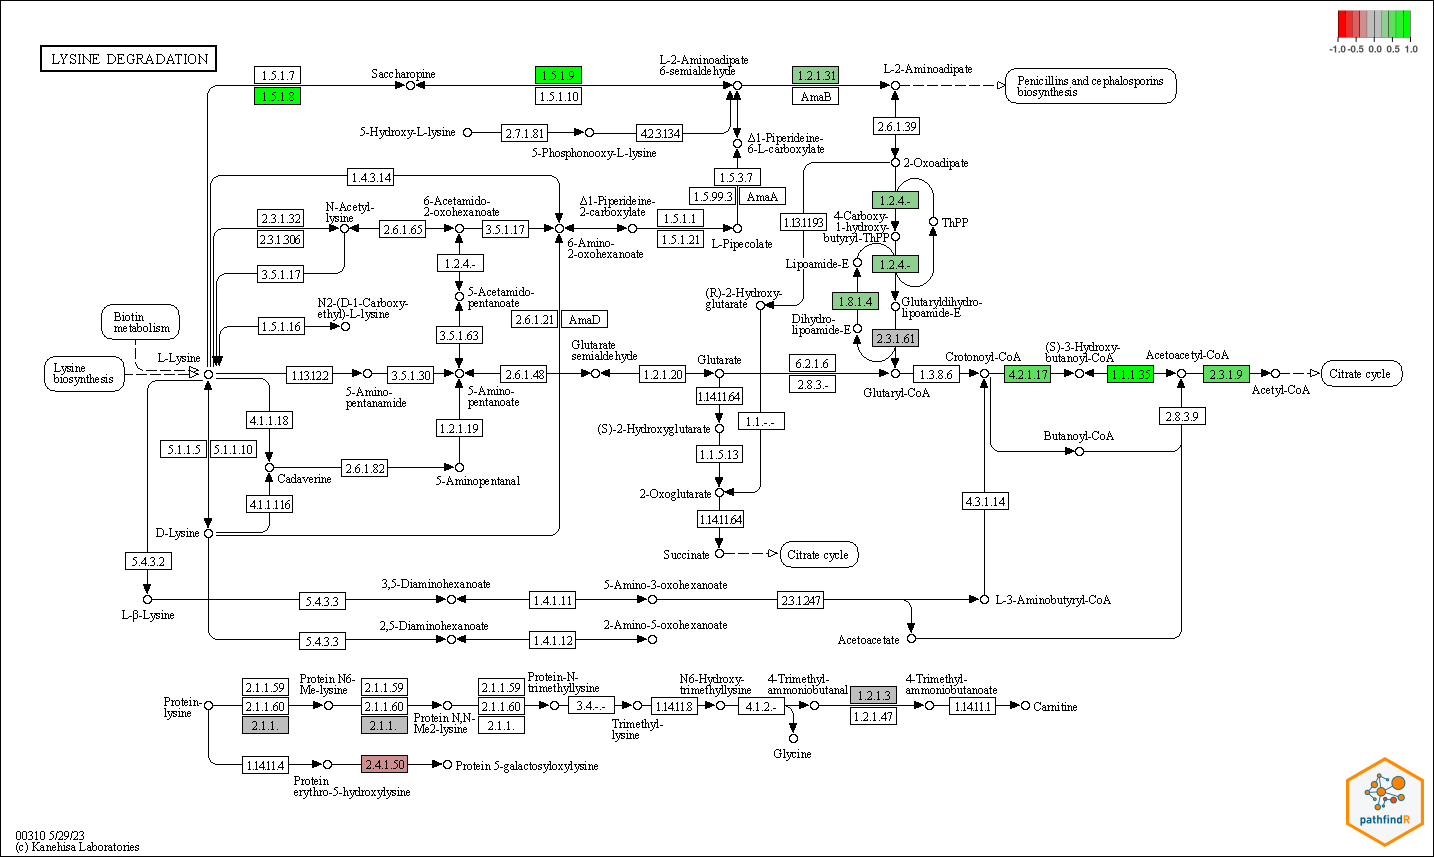 LYSINE DEGRADATION
-1.0 -0.5 0.0 0.5 1.0
1.5.1.7
1.5.1.8
Saccharopine
1.5.1.9
1.5.1.10
L-2-Aminoadipate
6-semialdehyde
1.2.1.31
AmaB
L-2-Aminoadipate
Penicillins and cephalosporins
biosynthesis
5-Hydroxy-L-lysine
2.7.1.81
5-Phosphonooxy-L-lysine
4.2.3.134
Δ1-Piperideine-
6-L-carboxylate
2.6.1.39
2-Oxoadipate
1.4.3.14
1.5.3.7
1.5.99.3
AmaA
2.3.1.32
2.3.1.306
N-Acetyl-
lysine
2.6.1.65
6-Acetamido-
2-oxohexanoate
3.5.1.17
6-Amino-
2-oxohexanoate
Δ1-Piperideine-
2-carboxylate
1.5.1.1
1.5.1.21
L-Pipecolate
1.13.11.93
1.2.4.-
4-Carboxy-
1-hydroxy-
butyryl-ThPP
ThPP
3.5.1.17
1.2.4.-
5-Acetamido-
pentanoate
Lipoamide-E
1.2.4.-
1.8.1.4
Glutaryldihydro-
lipoamide-E
Dihydro-
lipoamide-E
2.3.1.61
(R)-2-Hydroxy-
glutarate
Biotin
metabolism
N2-(D-1-Carboxy-
ethyl)-L-lysine
1.5.1.16
3.5.1.63
2.6.1.21
AmaD
Lysine
biosynthesis
L-Lysine
1.13.12.2
5-Amino-
pentanamide
3.5.1.30
5-Amino-
pentanoate
2.6.1.48
Glutarate
semialdehyde
1.2.1.20
Glutarate
6.2.1.6
2.8.3.-
Glutaryl-CoA
1.3.8.6
Crotonoyl-CoA
4.2.1.17
(S)-3-Hydroxy-
butanoyl-CoA
1.1.1.35
Acetoacetyl-CoA
2.3.1.9
Acetyl-CoA
Citrate cycle
1.14.11.64
4.1.1.18
1.2.1.19
(S)-2-Hydroxyglutarate
1.1.-.-
2.8.3.9
Butanoyl-CoA
5.1.1.5
5.1.1.10
Cadaverine
2.6.1.82
5-Aminopentanal
1.1.5.13
2-Oxoglutarate
4.1.1.116
4.3.1.14
1.14.11.64
D-Lysine
Succinate
Citrate cycle
5.4.3.2
L-β-Lysine
5.4.3.3
3,5-Diaminohexanoate
1.4.1.11
5-Amino-3-oxohexanoate
2.3.1.247
L-3-Aminobutyryl-CoA
5.4.3.3
2,5-Diaminohexanoate
1.4.1.12
2-Amino-5-oxohexanoate
Acetoacetate
Protein-
lysine
2.1.1.59
2.1.1.60
2.1.1.
Protein N6-
Me-lysine
2.1.1.59
2.1.1.60
2.1.1.
Protein N,N-
Me2-lysine
2.1.1.59
2.1.1.60
2.1.1.
Protein-N-
trimethyllysine
3.4.-.-
Trimethyl-
lysine
1.14.11.8
N6-Hydroxy-
trimethyllysine
4.1.2.-
Glycine
4-Trimethyl-
ammoniobutanal
1.2.1.3
1.2.1.47
4-Trimethyl-
ammoniobutanoate
1.14.11.1
Carnitine
1.14.11.4
Protein
erythro-5-hydroxylysine
2.4.1.50
Protein 5-galactosyloxylysine
00310 5/29/23
(c) Kanehisa Laboratories
pathfindR